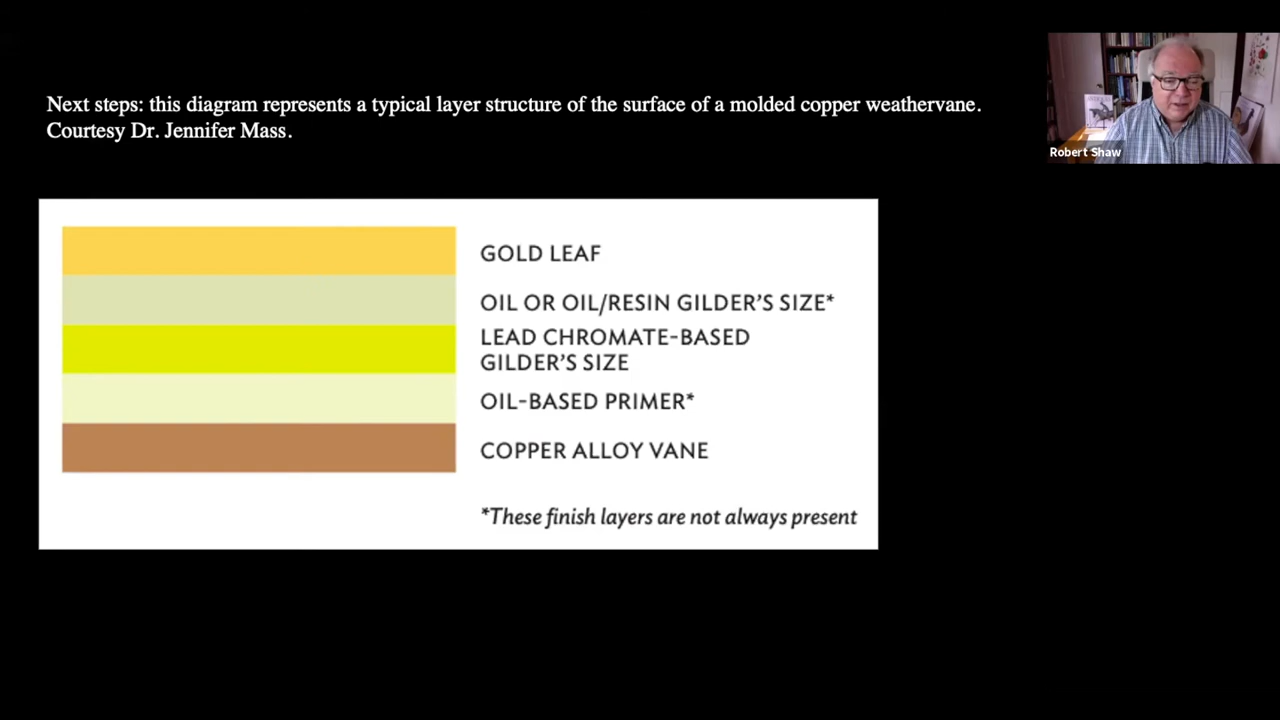 Next steps: this diagram represents a typical layer structure of the surface of a molded copper weathervane.
Courtesy Dr. Jennifer Mass.
Robert Shaw
GOLD LEAF
OIL OR OIL/RESIN GILDER’S SIZE*
LEAD CHROMATE-BASED
GILDER’S SIZE
OIL-BASED PRIMER*
COPPER ALLOY VANE
*These finish layers are not always present